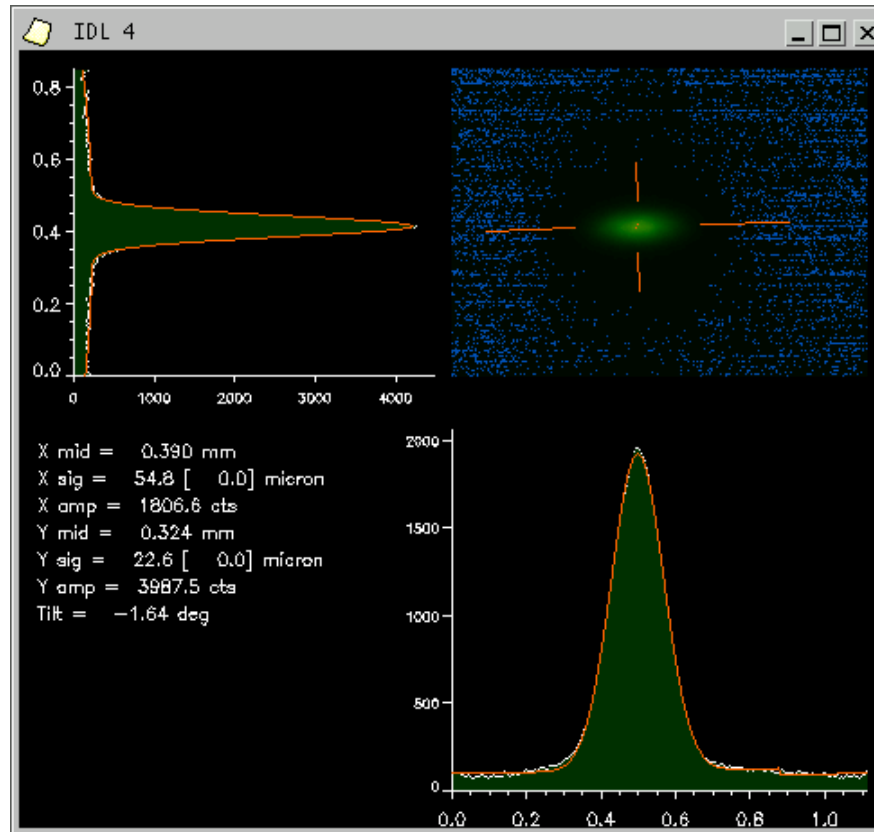 IDL 4
0.8
0.6
0.4
0.2
0.0
0 1000 2000 3000 4000
X mid = 0.390 mm
X sig = 54.8 [ 0.0] micron
X amp = 1806.6 cts
Y mid = 0.324 mm
Y sig = 22.6 [ 0.0] micron
Y amp = 3987.5 cts
Tilt = -1.64 deg
2000
1500
1000
500
0
0.0 0.2 0.4 0.6 0.8 1.0